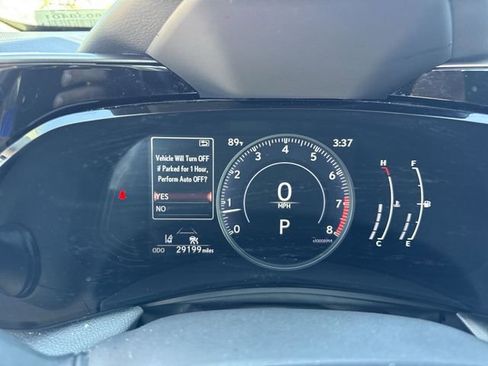 Vehicle Will Turn OFF
if Parked for 1 Hour,
Perform Auto OFF?
YES
NO
ODO 29199 miles
89°F
3:37
0 1 2 3 4 5 6 7 8
0
MPH
P
x1000RPM
H
C
F
E